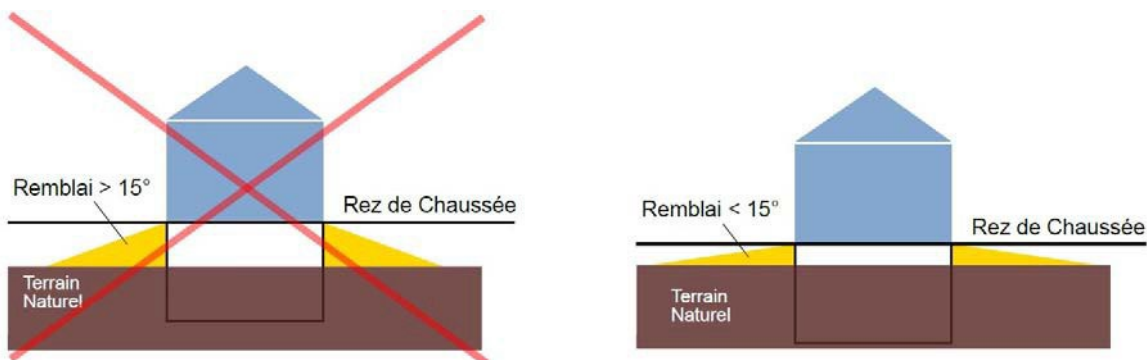 Remblai > 15°
Rez de Chaussée
Terrain
Naturel
Remblai < 15°
Rez de Chaussée
Terrain
Naturel